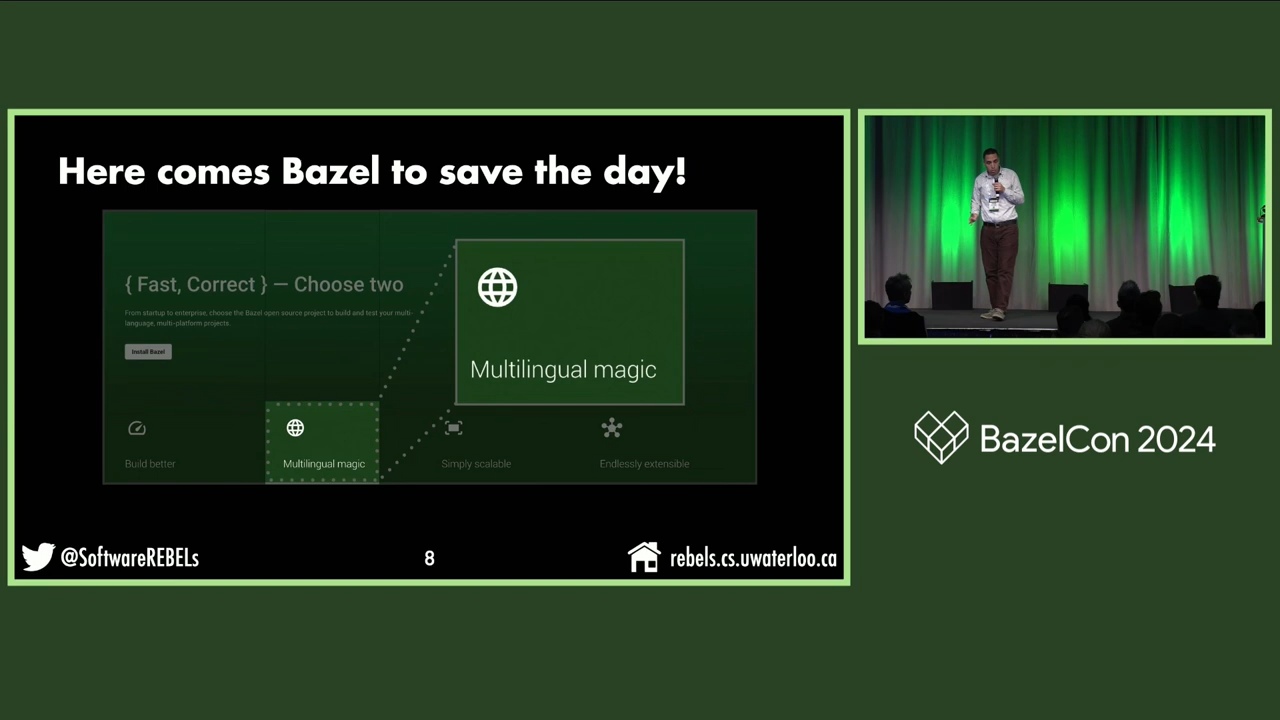 Here comes Bazel to save the day!
{ Fast, Correct } — Choose two
From startup to enterprise, choose the Bazel open source project to build and test your multi-
language, multi-platform projects.
Install Bazel
Multilingual magic
Build better
Multilingual magic
Simply scalable
Endlessly extensible
@SoftwareREBELs
8
rebels.cs.uwaterloo.ca
BazelCon 2024